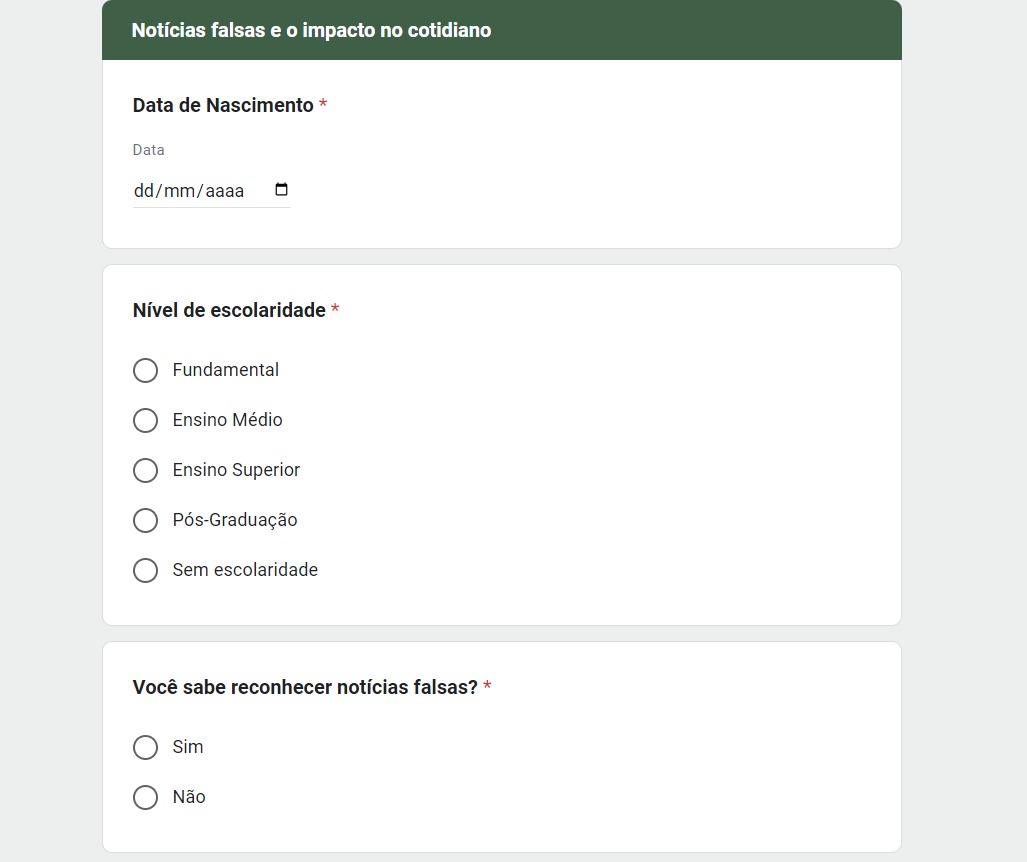 Notícias falsas e o impacto no cotidiano
Data de Nascimento *
Data
dd/mm/aaaa
Nível de escolaridade *
Fundamental
Ensino Médio
Ensino Superior
Pós-Graduação
Sem escolaridade
Você sabe reconhecer notícias falsas? *
Sim
Não